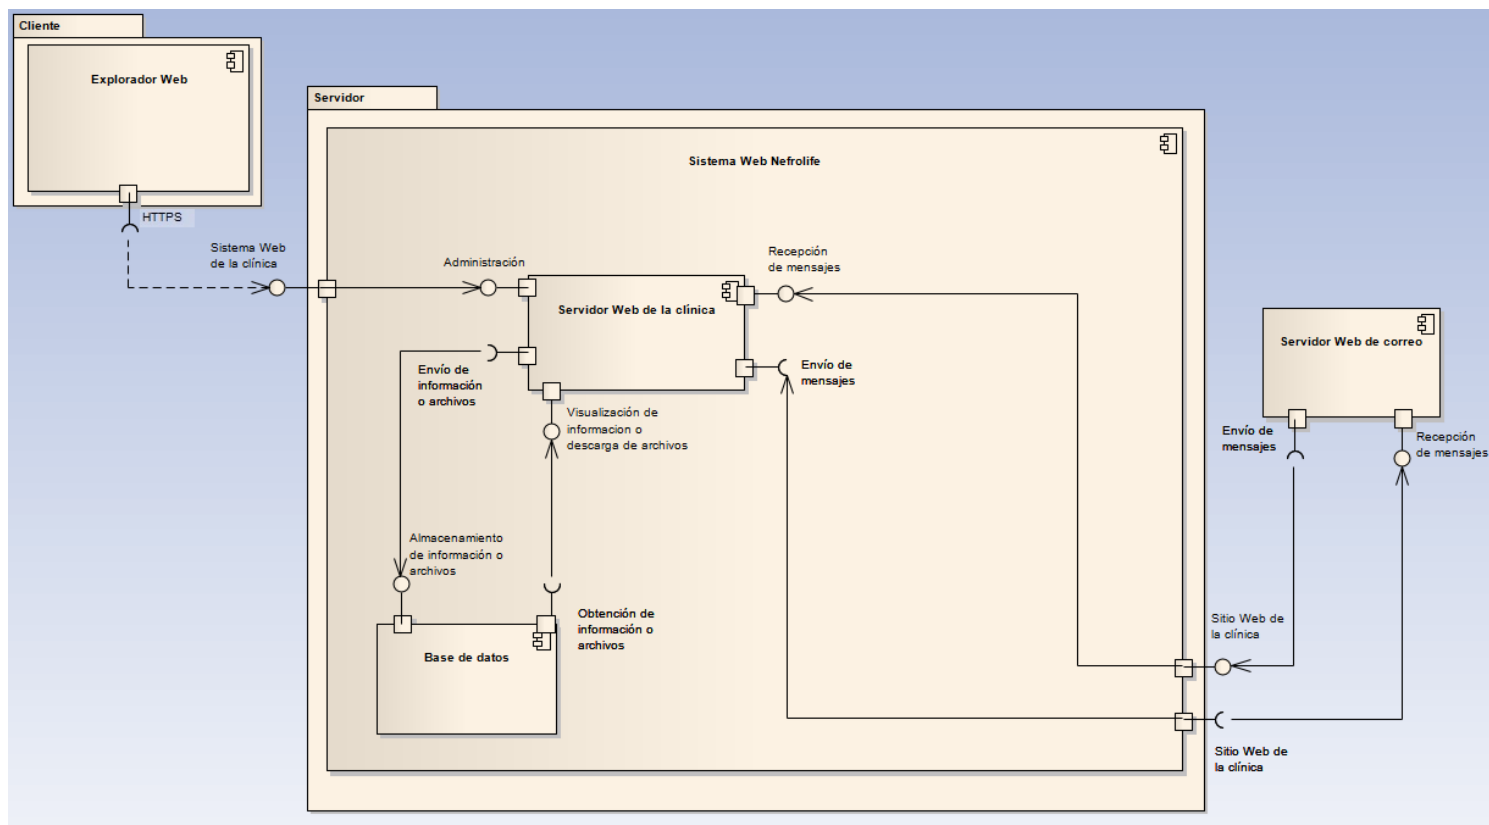 Cliente
Explorador Web
HTTPS
Servidor
Sistema Web Nefrolife
Sistema Web
de la clínica
Administración
Recepción
de mensajes
Servidor Web de la clínica
Envío de
información
o archivos
Envío de
mensajes
Visualización de
informacion o
descarga de archivos
Almacenamiento
de información o
archivos
Obtención de
información o
archivos
Base de datos
Servidor Web de correo
Envío de
mensajes
Recepción
de mensajes
Sitio Web de
la clínica
Sitio Web de
la clínica